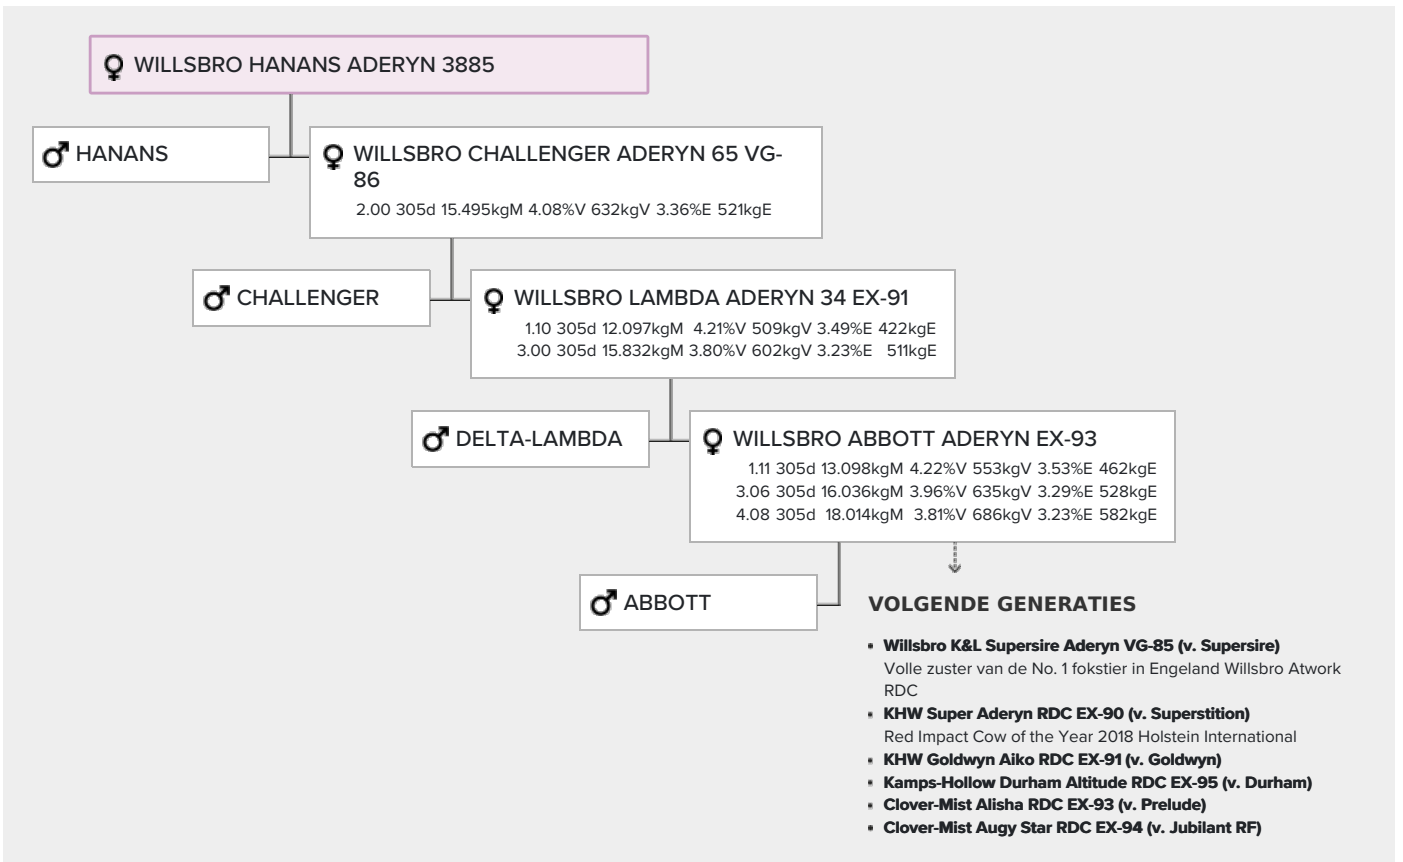 WILLSBRO HANANS ADERYN 3885
HANANS
WILLSBRO CHALLENGER ADERYN 65 VG-
86
2.00 305d 15.495kgM 4.08%V 632kgV 3.36%E 521kgE
CHALLENGER
WILLSBRO LAMBDA ADERYN 34 EX-91
1.10 305d 12.097kgM 4.21%V 509kgV 3.49%E 422kgE
3.00 305d 15.832kgM 3.80%V 602kgV 3.23%E 511kgE
DELTA-LAMBDA
WILLSBRO ABBOTT ADERYN EX-93
1.11 305d 13.098kgM 4.22%V 553kgV 3.53%E 462kgE
3.06 305d 16.036kgM 3.96%V 635kgV 3.29%E 528kgE
4.08 305d 18.014kgM 3.81%V 686kgV 3.23%E 582kgE
ABBOTT
VOLGENDE GENERATIES
• Willsbro K&L Supersire Aderyn VG-85 (v. Supersire)
Volle zuster van de No. 1 fokstier in Engeland Willsbro Atwork
RDC
• KHW Super Aderyn RDC EX-90 (v. Superstition)
Red Impact Cow of the Year 2018 Holstein International
• KHW Goldwyn Aiko RDC EX-91 (v. Goldwyn)
• Kamps-Hollow Durham Altitude RDC EX-95 (v. Durham)
• Clover-Mist Alisha RDC EX-93 (v. Prelude)
• Clover-Mist Augy Star RDC EX-94 (v. Jubilant RF)